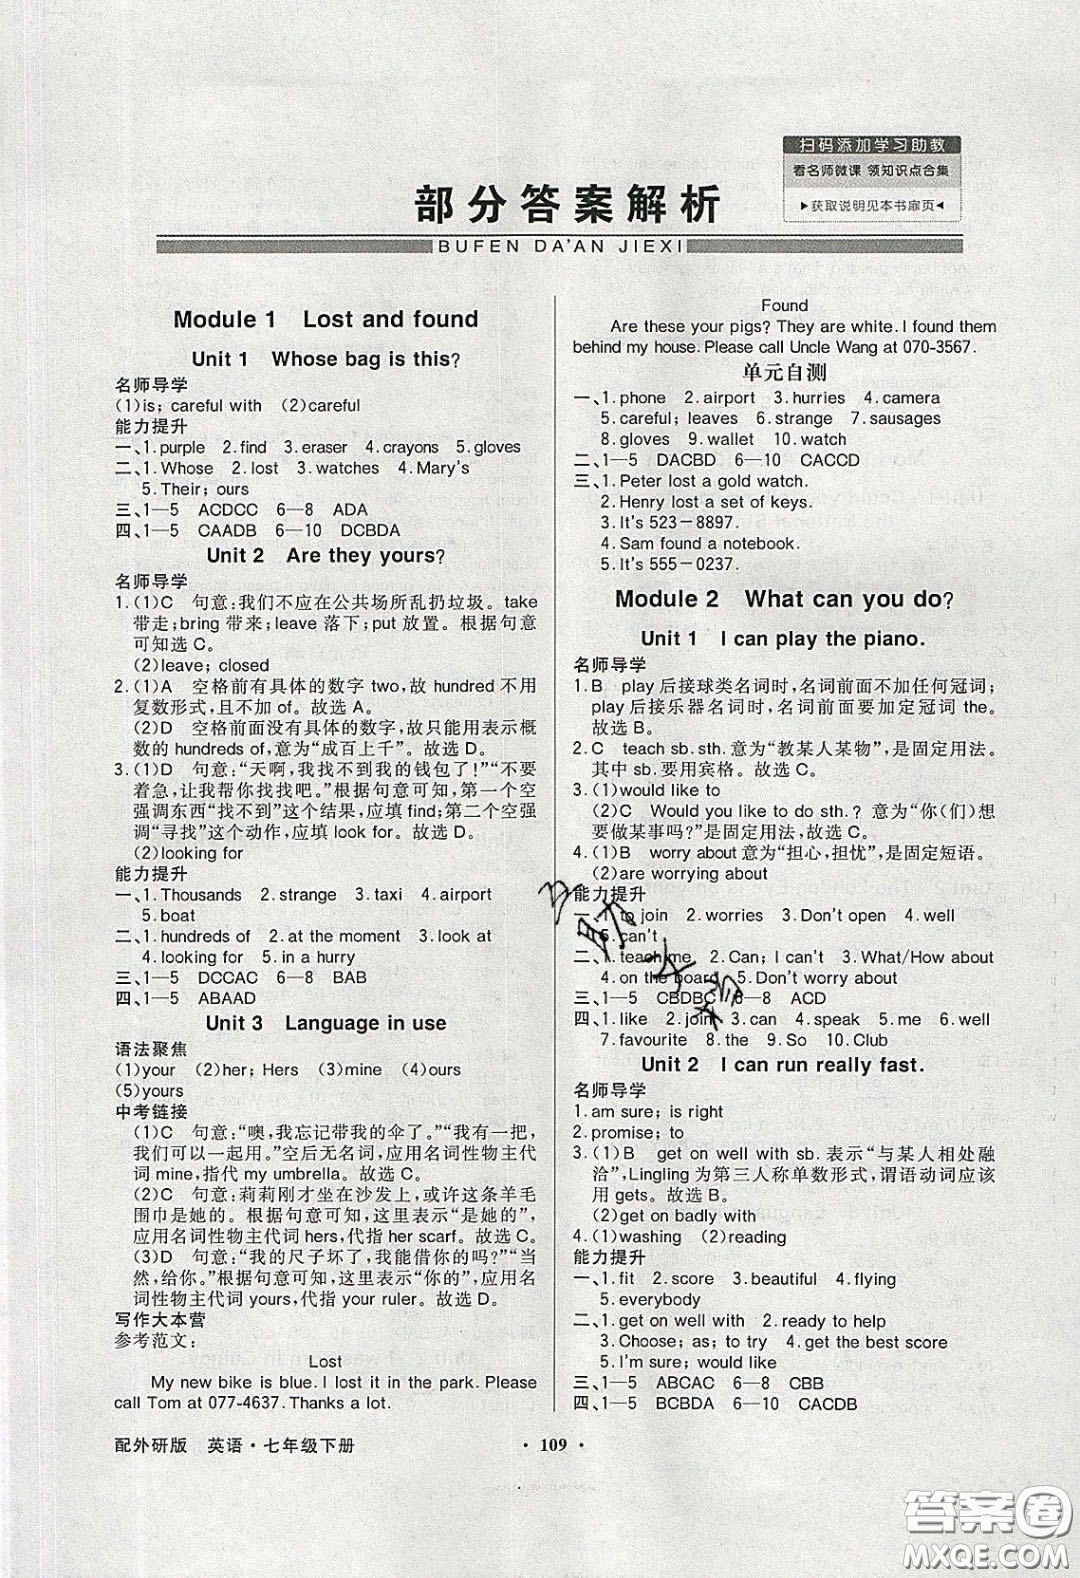 扫码添加学习助教
看名师微课 领知识点合集
▶获取说明见本书扉页◀
部分答案解析
BUFEN DA'AN JIEXI
Module 1 Lost and found
Unit 1 Whose bag is this?
名师导学
(1)is; careful with (2)careful
能力提升
一、1.purple 2.find 3.eraser 4.crayons 5.gloves
二、1.Whose 2.lost 3.watches 4.Mary's
5.Their; ours
三、1—5 ACDCC 6—8 ADA
四、1—5 CAADB 6—10 DCBDA
Unit 2 Are they yours?
名师导学
1.(1)C 句意:我们不应在公共场所乱扔垃圾。take
带走;bring 带来;leave 落下;put 放置。根据句意
可知选 C。
(2)leave; closed
2.(1)A 空格前有具体的数字 two,故 hundred 不用
复数形式,且不加 of。故选 A。
(2)D 空格前面没有具体的数字,故只能用表示概
数的 hundreds of,意为“成百上千”。故选 D。
3.(1)D 句意:“天啊,我找不到我的钱包了!”“不要
着急,让我帮你找找吧。”根据句意可知,第一个空
强调东西“找不到”这个结果,应填 find;第二个空强
调“寻找”这个动作,应填 look for。故选 D。
(2)looking for
能力提升
一、1.Thousands 2.strange 3.taxi 4.airport
5.boat
二、1.hundreds of 2.at the moment 3.look at
4.looking for 5.in a hurry
三、1—5 DCCAC 6—8 BAB
四、1—5 ABAAD
Unit 3 Language in use
语法聚焦
(1)your (2)her; Hers (3)mine (4)ours
(5)yours
中考链接
(1)C 句意:“噢,我忘记带我的伞了。”“我有一把,
我们可以一起用。”空后无名词,应用名词性物主代
词 mine,指代 my umbrella。故选 C。
(2)C 句意:莉莉刚才坐在沙发上,或许这条羊毛
围巾是她的。根据句意可知,这里表示“是她的”,
应用名词性物主代词 hers,代指 her scarf。故选 C。
(3)D 句意:“我的尺子坏了,能借你的吗?”“当
然,给你。”根据句意可知,这里表示“你的”,应用名
词性物主代词 yours,代指 your ruler。故选 D。
写作大本营
参考范文:
Lost
My new bike is blue. I lost it in the park. Please
call Tom at 077-4637. Thanks a lot.
Found
Are these your pigs? They are white. I found them
behind my house. Please call Uncle Wang at 070-3567.
单元自测
一、1.phone 2.airport 3.hurries 4.camera
5.careful; leaves 6.strange 7.sausages
8.gloves 9.wallet 10.watch
二、1—5 DACBD 6—10 CACCD
三、1.Peter lost a gold watch.
2.Henry lost a set of keys.
3.It's 523-8897.
4.Sam found a notebook.
5.It's 555-0237.
Module 2 What can you do?
Unit 1 I can play the piano.
名师导学
1.B play 后接球类名词时,名词前面不加任何冠词;
play 后接乐器名词时,名词前面要加定冠词 the。
故选 B。
2.C teach sb. sth. 意为“教某人某物”,是固定用法。
其中 sb. 要用宾格。故选 C。
3.(1)would like to
(2)C Would you like to do sth.? 意为“你(们)想
要做某事吗?”是固定用法,故选 C。
4.(1)B worry about 意为“担心,担忧”,是固定短语。
(2)are worrying about
能力提升
一、1.to join 2.worries 3.Don't open 4.well
5.can't
二、1.teach me 2.Can; I can't 3.What/How about
4.on the board 5.Don't worry about
三、1—5 CBDBC 6—8 ACD
四、1.like 2.join 3.can 4.speak 5.me 6.well
7.favourite 8.the 9.So 10.Club
Unit 2 I can run really fast.
名师导学
1.am sure; is right
2.promise; to
3.(1)B get on well with sb. 表示“与某人相处融
洽”,Lingling 为第三人称单数形式,谓语动词应该
用 gets。故选 B。
(2)get on badly with
4.(1)washing (2)reading
能力提升
一、1.fit 2.score 3.beautiful 4.flying
5.everybody
二、1.get on well with 2.ready to help
3.Choose; as; to try 4.get the best score
5.I'm sure; would like
三、1—5 ABCAC 6—8 CBB
四、1—5 BCBDA 6—10 CACDB
配外研版 英语·七年级下册
· 109 ·
答案卷
MXQE.COM